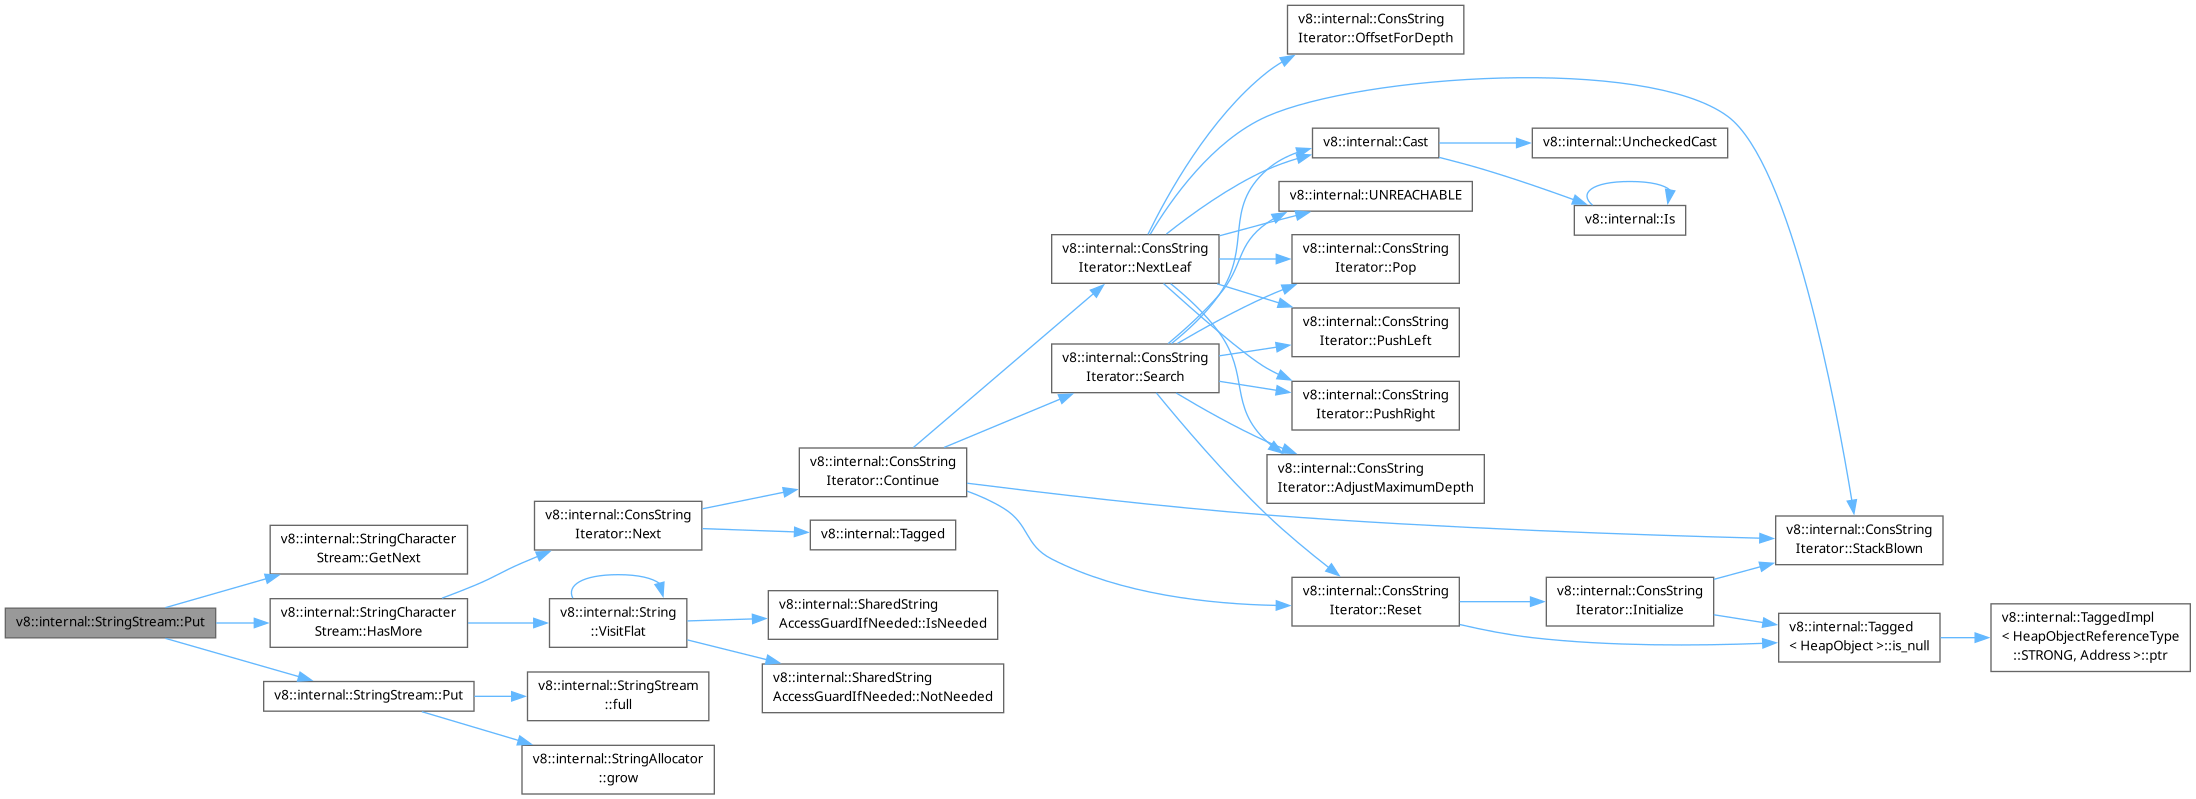 v8::internal::StringStream::Put
v8::internal::StringCharacter
Stream::GetNext
v8::internal::StringCharacter
Stream::HasMore
v8::internal::StringStream::Put
v8::internal::ConsString
Iterator::Next
v8::internal::String
::VisitFlat
v8::internal::StringStream
::full
v8::internal::StringAllocator
::grow
v8::internal::ConsString
Iterator::Continue
v8::internal::Tagged
v8::internal::SharedString
AccessGuardIfNeeded::IsNeeded
v8::internal::SharedString
AccessGuardIfNeeded::NotNeeded
v8::internal::ConsString
Iterator::NextLeaf
v8::internal::ConsString
Iterator::Search
v8::internal::ConsString
Iterator::OffsetForDepth
v8::internal::Cast
v8::internal::UNREACHABLE
v8::internal::ConsString
Iterator::Pop
v8::internal::ConsString
Iterator::PushLeft
v8::internal::ConsString
Iterator::PushRight
v8::internal::ConsString
Iterator::AdjustMaximumDepth
v8::internal::ConsString
Iterator::Reset
v8::internal::UncheckedCast
v8::internal::Is
v8::internal::ConsString
Iterator::Initialize
v8::internal::ConsString
Iterator::StackBlown
v8::internal::Tagged
< HeapObject >::is_null
v8::internal::TaggedImpl
< HeapObjectReferenceType
::STRONG, Address >::ptr